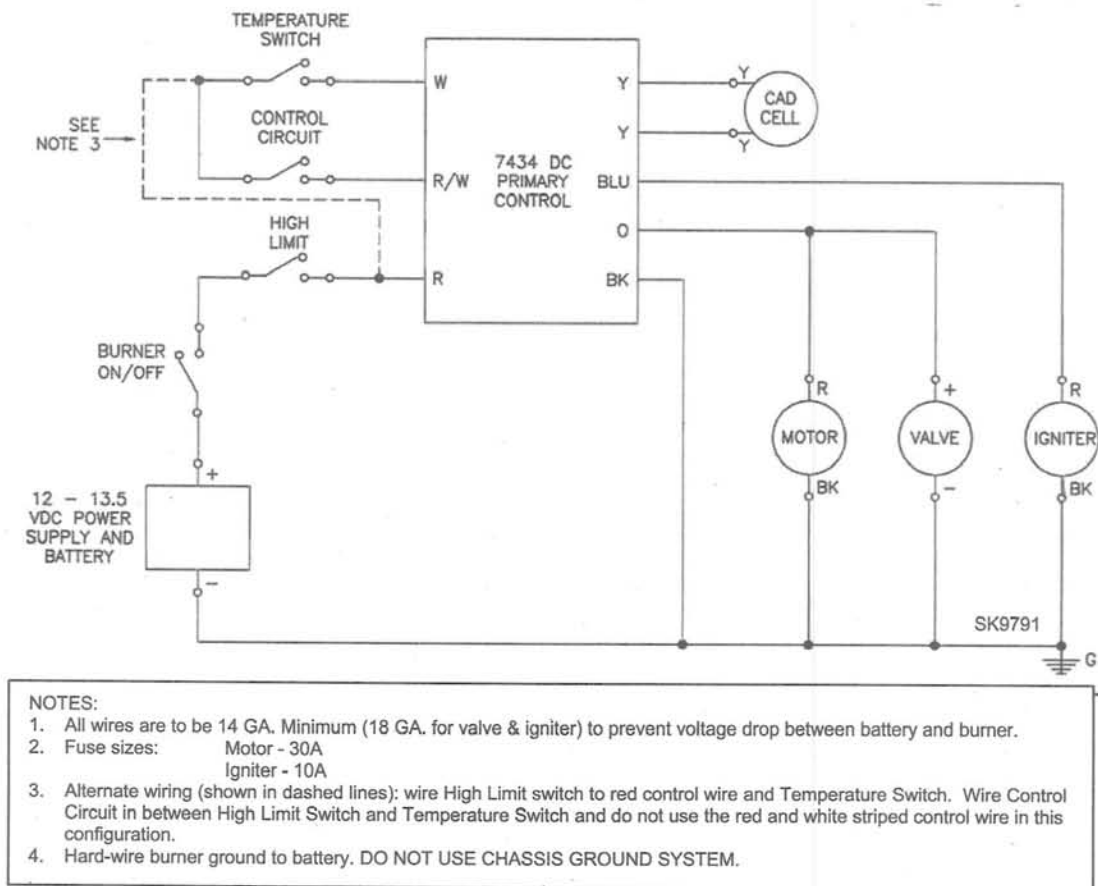 TEMPERATURE
SWITCH
W
SEE
NOTE 3
CONTROL
CIRCUIT
R/W
HIGH
LIMIT
R
7434 DC
PRIMARY
CONTROL
Y
Y
BLU
O
BK
Y
CAD
CELL
Y
BURNER
ON/OFF
+
12 - 13.5
VDC POWER
SUPPLY AND
BATTERY
-
R
MOTOR
BK
+
VALVE
-
R
IGNITER
BK
SK9791
G
NOTES:
1. All wires are to be 14 GA. Minimum (18 GA. for valve & igniter) to prevent voltage drop between battery and burner.
2. Fuse sizes: Motor - 30A
Igniter - 10A
3. Alternate wiring (shown in dashed lines): wire High Limit switch to red control wire and Temperature Switch. Wire Control
Circuit in between High Limit Switch and Temperature Switch and do not use the red and white striped control wire in this
configuration.
4. Hard-wire burner ground to battery. DO NOT USE CHASSIS GROUND SYSTEM.